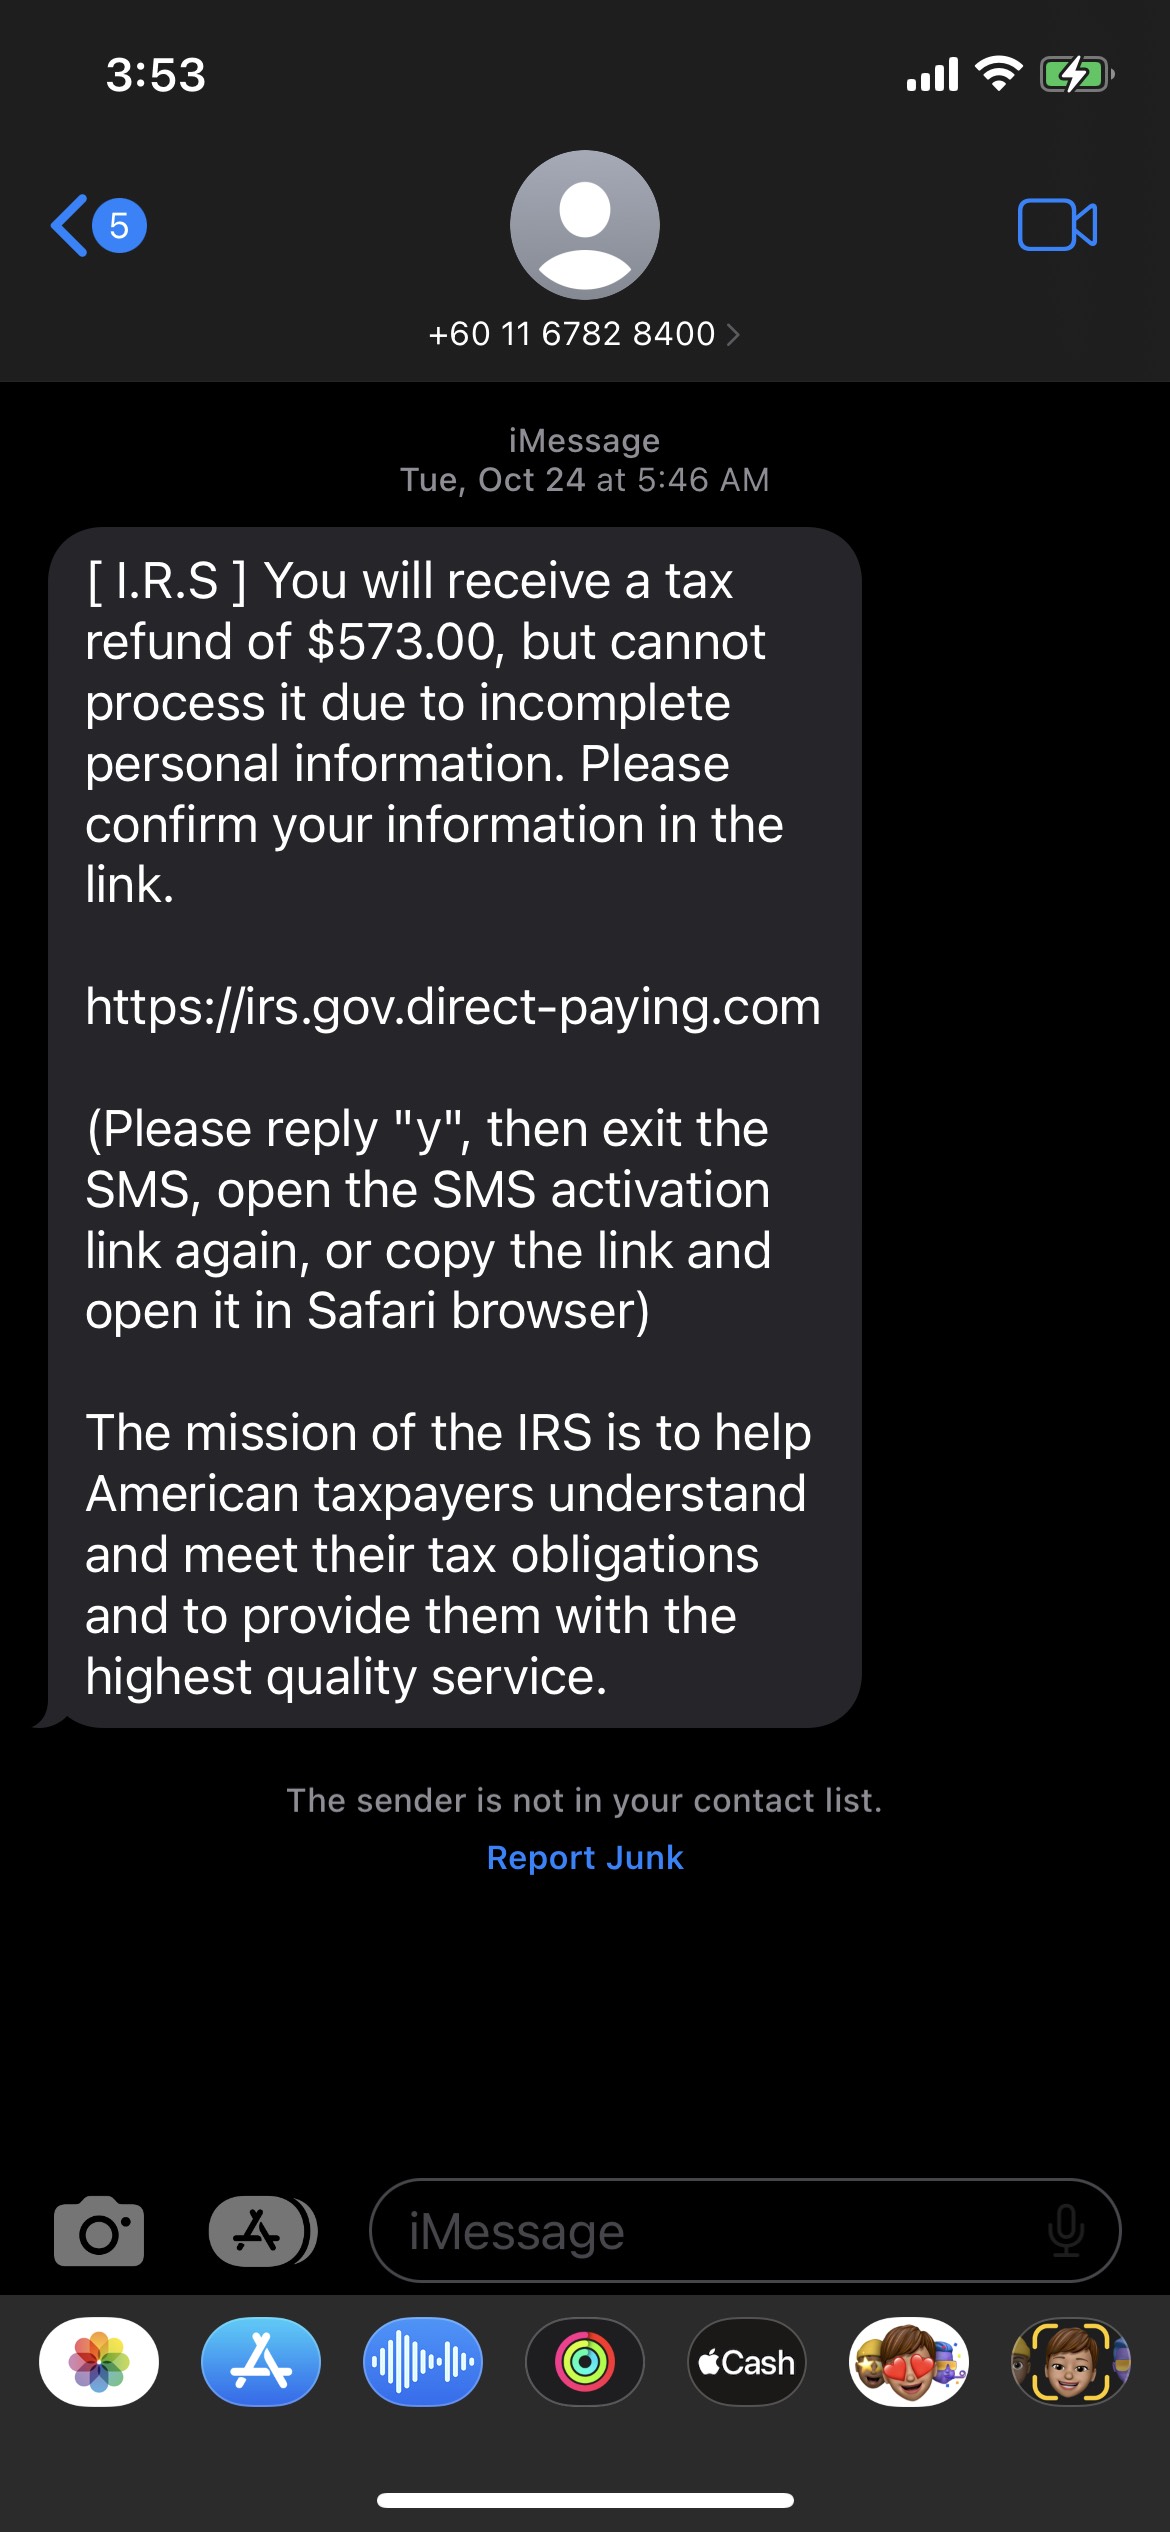 3:53
5
+60 11 6782 8400
iMessage
Tue, Oct 24 at 5:46 AM
[ I.R.S ] You will receive a tax
refund of $573.00, but cannot
process it due to incomplete
personal information. Please
confirm your information in the
link.
https://irs.gov.direct-paying.com
(Please reply "y", then exit the
SMS, open the SMS activation
link again, or copy the link and
open it in Safari browser)
The mission of the IRS is to help
American taxpayers understand
and meet their tax obligations
and to provide them with the
highest quality service.
The sender is not in your contact list.
Report Junk
iMessage
Cash